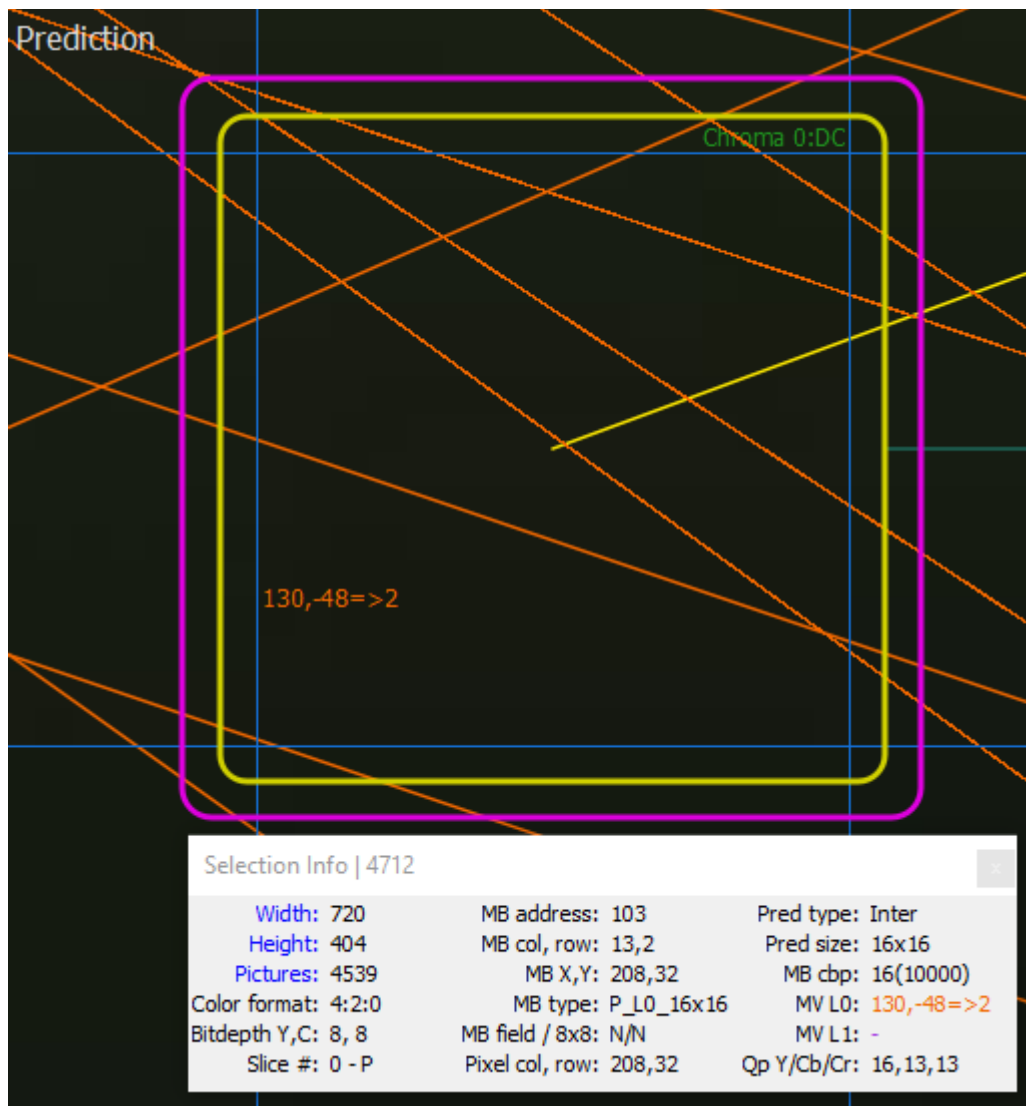 Prediction
Chroma 0:DC
130,-48=>2
Selection Info | 4712
x
Width: 720 MB address: 103 Pred type: Inter
Height: 404 MB col, row: 13,2 Pred size: 16x16
Pictures: 4539 MB X,Y: 208,32 MB cbp: 16(10000)
Color format: 4:2:0 MB type: P_L0_16x16 MV L0: 130,-48=>2
Bitdepth Y,C: 8, 8 MB field / 8x8: N/N MV L1: -
Slice #: 0 - P Pixel col, row: 208,32 Qp Y/Cb/Cr: 16,13,13